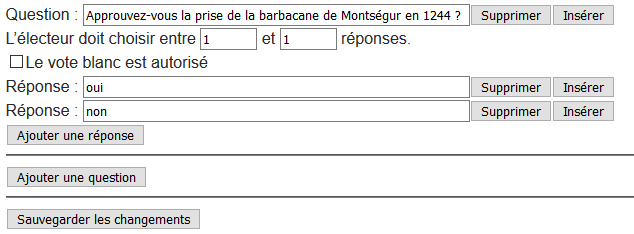 Question : Approuvez-vous la prise de la barbacane de Montségur en 1244 ? Supprimer Insérer
L'électeur doit choisir entre 1 et 1 réponses.
Le vote blanc est autorisé
Réponse : oui Supprimer Insérer
Réponse : non Supprimer Insérer
Ajouter une réponse
Ajouter une question
Sauvegarder les changements